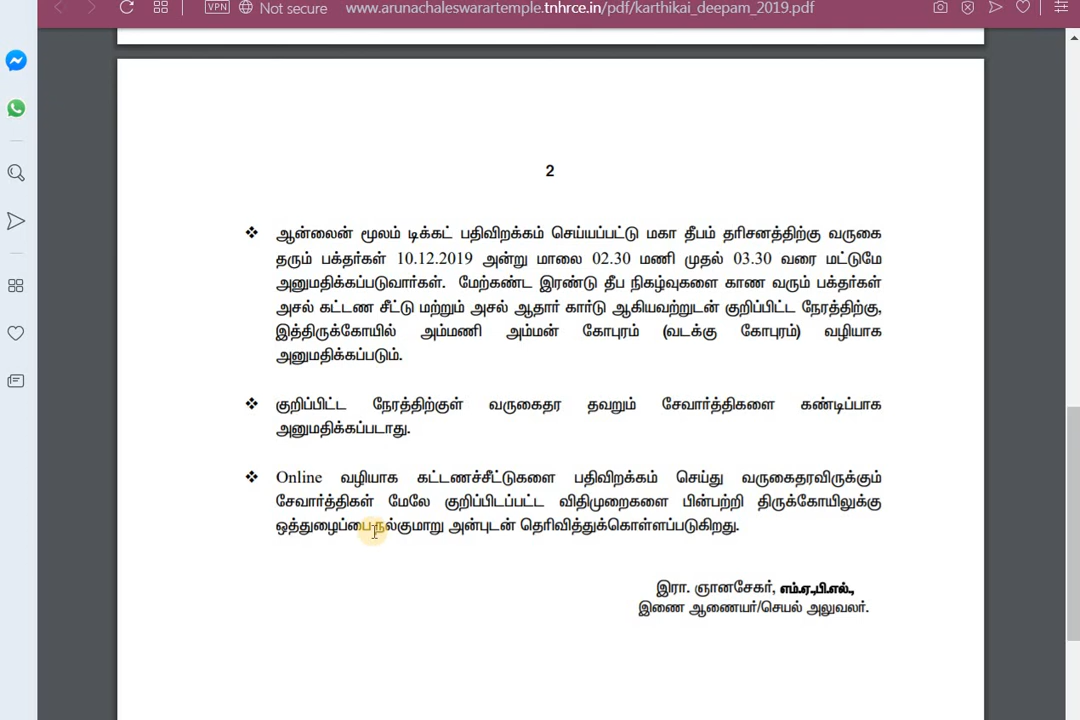 VPN Not secure www.arunachaleswarartemple.tnhrce.in/pdf/karthikai_deepam_2019.pdf
2
❖ ஆன்லைன் மூலம் டிக்கட் பதிவிறக்கம் செய்யப்பட்டு மகா தீபம் தரிசனத்திற்கு வருகை
தரும் பக்தர்கள் 10.12.2019 அன்று மாலை 02.30 மணி முதல் 03.30 வரை மட்டுமே
அனுமதிக்கப்படுவார்கள். மேற்கண்ட இரண்டு தீப நிகழ்வுகளை காண வரும் பக்தர்கள்
அசல் கட்டண சீட்டு மற்றும் அசல் ஆதார் கார்டு ஆகியவற்றுடன் குறிப்பிட்ட நேரத்திற்கு,
இத்திருக்கோயில் அம்மணி அம்மன் கோபுரம் (வடக்கு கோபுரம்) வழியாக
அனுமதிக்கப்படும்.
❖ குறிப்பிட்ட நேரத்திற்குள் வருகைதர தவறும் சேவார்த்திகளை கண்டிப்பாக
அனுமதிக்கப்படாது.
❖ Online வழியாக கட்டணச்சீட்டுகளை பதிவிறக்கம் செய்து வருகைதரவிருக்கும்
சேவார்த்திகள் மேலே குறிப்பிடப்பட்ட விதிமுறைகளை பின்பற்றி திருக்கோயிலுக்கு
ஒத்துழைப்பை நல்குமாறு அன்புடன் தெரிவித்துக்கொள்ளப்படுகிறது.
இரா. ஞானசேகர், எம்.ஏ.,பி.எல்.,
இணை ஆணையர்/செயல் அலுவலர்.